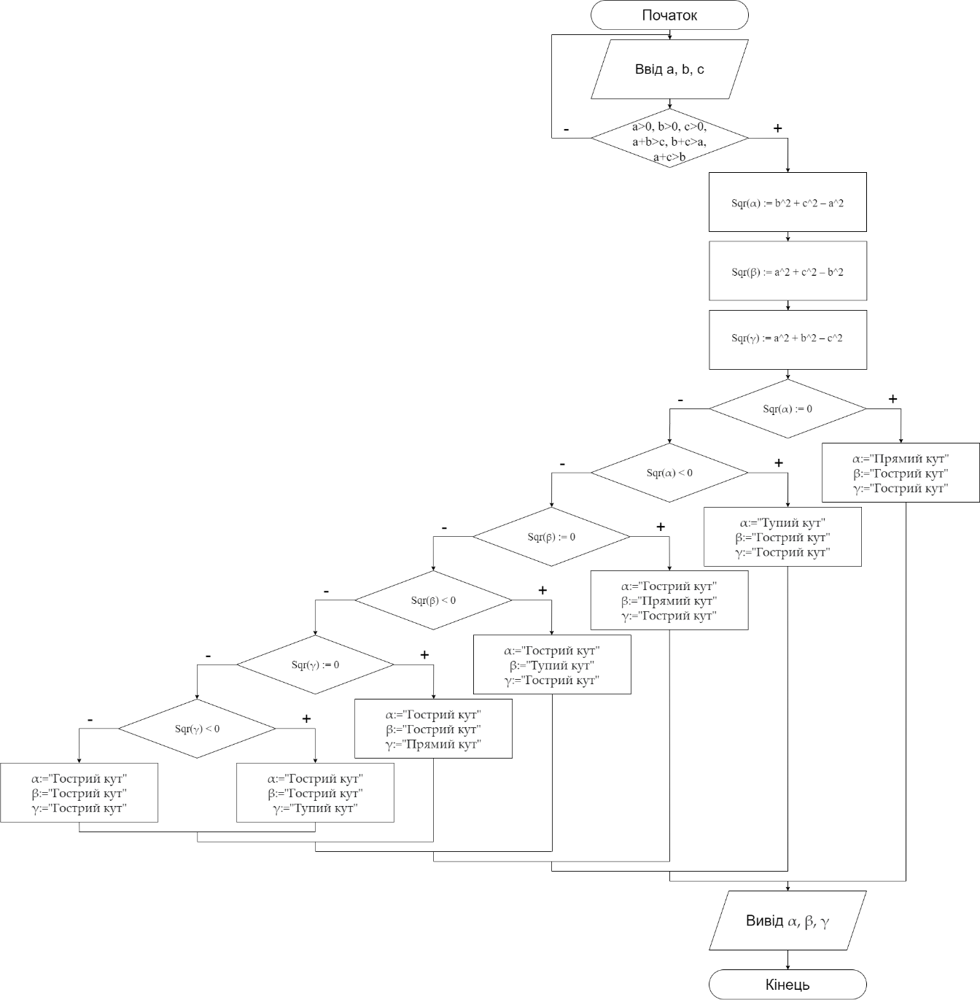 Початок
Ввід a, b, c
a>0, b>0, c>0,
a+b>c, b+c>a,
a+c>b
-
+
Sqr(α) := b^2 + c^2 – a^2
Sqr(β) := a^2 + c^2 – b^2
Sqr(γ) := a^2 + b^2 – c^2
Sqr(α) := 0
-
+
α:="Прямий кут"
β:="Гострий кут"
γ:="Гострий кут"
Sqr(α) < 0
-
+
α:="Тупий кут"
β:="Гострий кут"
γ:="Гострий кут"
Sqr(β) := 0
-
+
α:="Гострий кут"
β:="Прямий кут"
γ:="Гострий кут"
Sqr(β) < 0
-
+
α:="Гострий кут"
β:="Тупий кут"
γ:="Гострий кут"
Sqr(γ) := 0
-
+
α:="Гострий кут"
β:="Гострий кут"
γ:="Прямий кут"
Sqr(γ) < 0
-
+
α:="Гострий кут"
β:="Гострий кут"
γ:="Гострий кут"
α:="Гострий кут"
β:="Гострий кут"
γ:="Тупий кут"
Вивід α, β, γ
Кінець